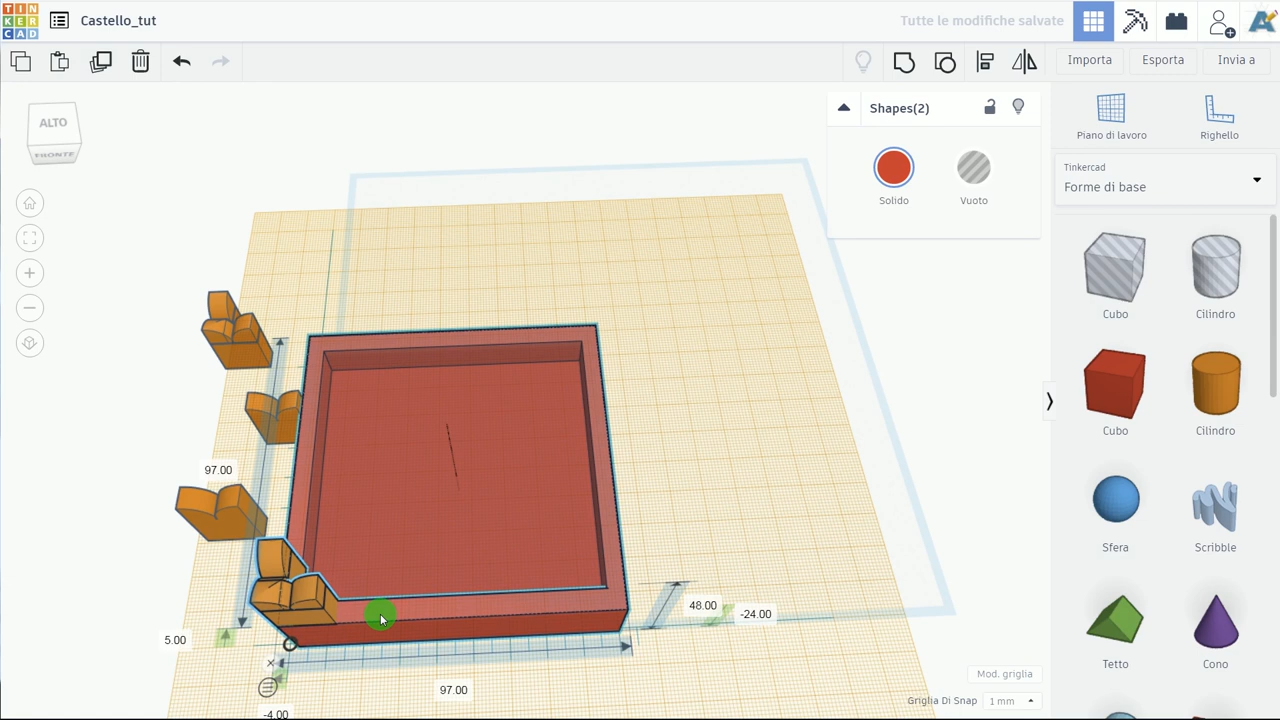 TIN
KER
CAD
Castello_tut
Tutte le modifiche salvate
Importa
Esporta
Invia a
ALTO
FRONTE
Shapes(2)
Solido
Vuoto
Piano di lavoro
Righello
Tinkercad
Forme di base
Cubo
Cilindro
Cubo
Cilindro
Sfera
Scribble
Tetto
Cono
97.00
5.00
48.00
-24.00
97.00
-4.00
Mod. griglia
Griglia Di Snap
1 mm